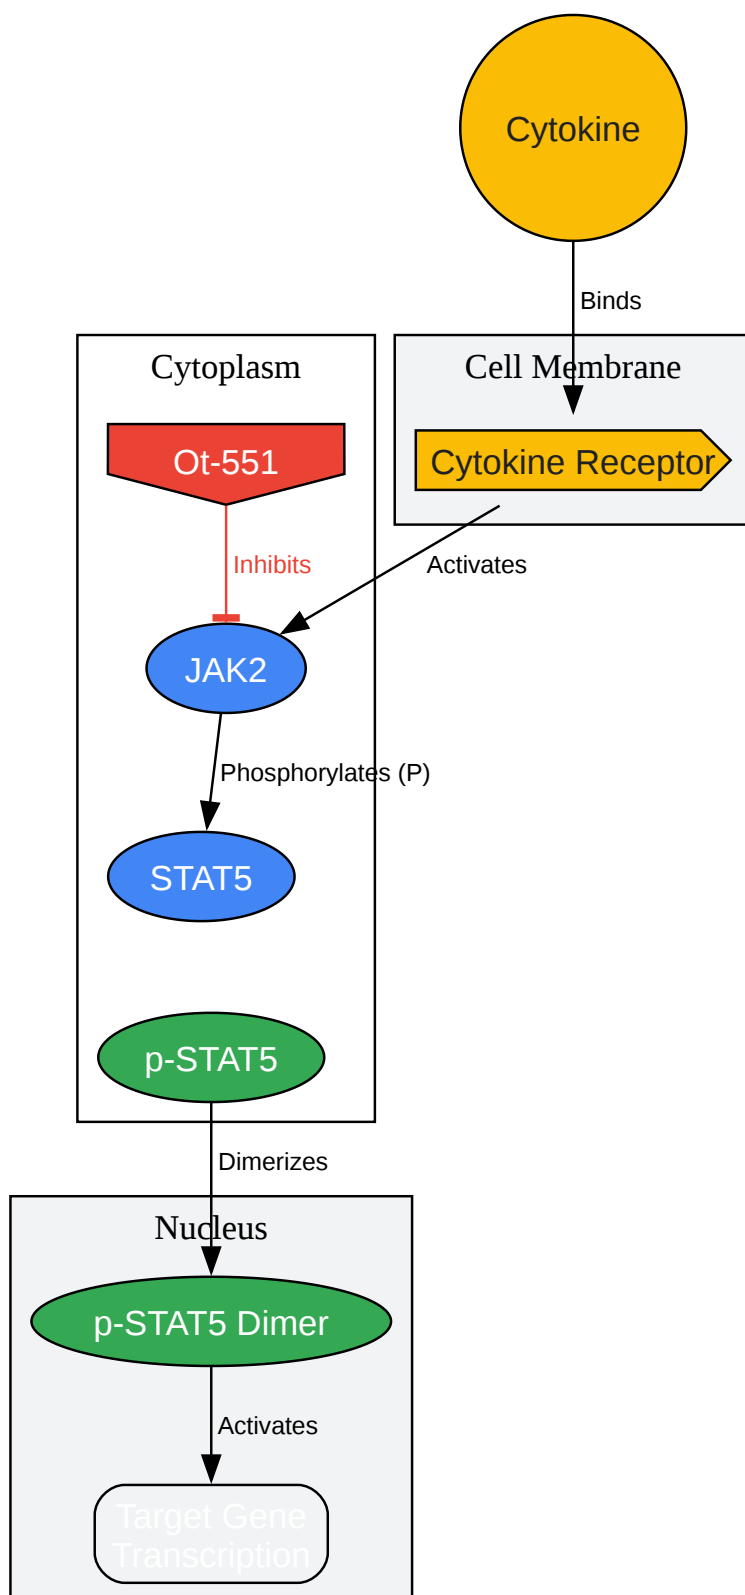 Cytokine
Binds
Cytoplasm
Cell Membrane
Ot-551
Cytokine Receptor
Inhibits
Activates
JAK2
Phosphorylates (P)
STAT5
p-STAT5
Dimerizes
Nucleus
p-STAT5 Dimer
Activates
Target Gene
Transcription